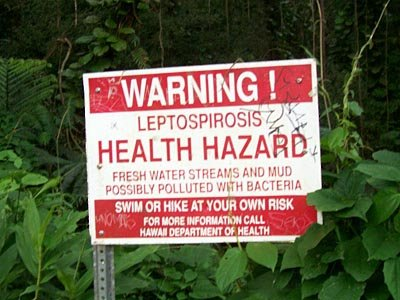 WARNING!
LEPTOSPIROSIS
HEALTH HAZARD
FRESH WATER STREAMS AND MUD
POSSIBLY POLLUTED WITH BACTERIA
SWIM OR HIKE AT YOUR OWN RISK
FOR MORE INFORMATION CALL
HAWAII DEPARTMENT OF HEALTH